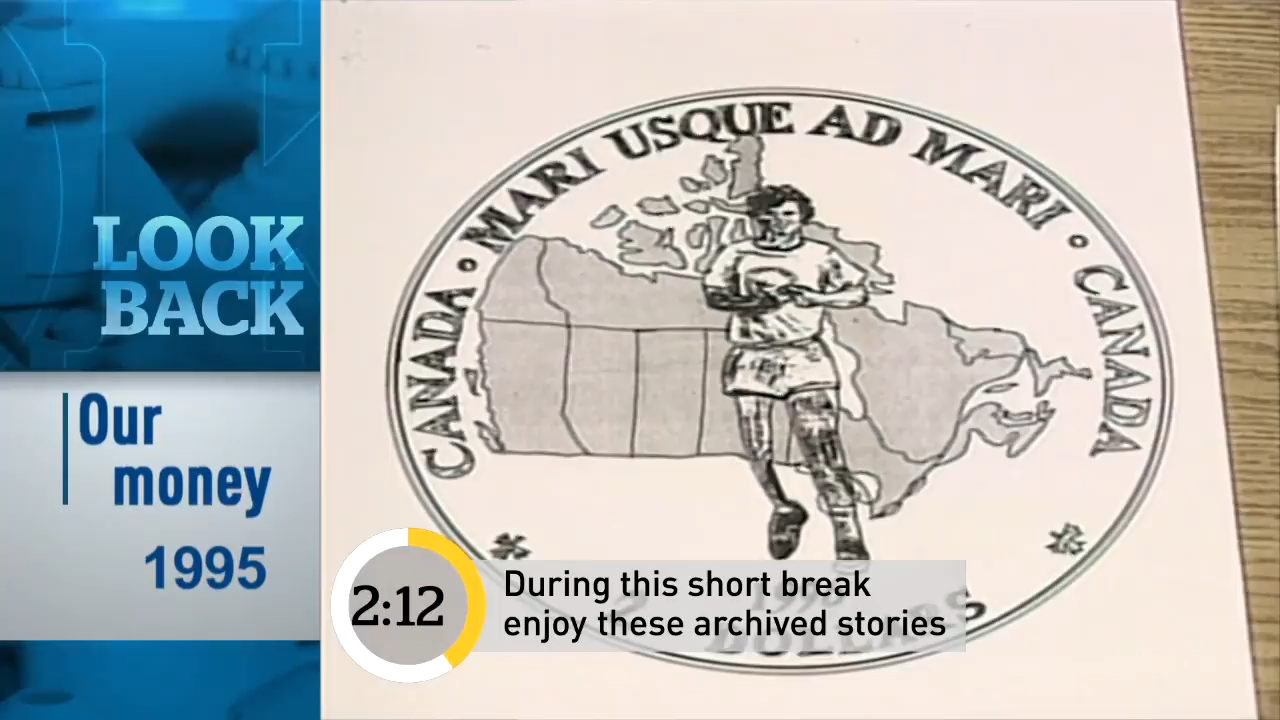 LOOK
BACK
Our
money
1995
CANADA • MARI USQUE AD MARI • CANADA
2:12
During this short break
enjoy these archived stories
DOLLARS